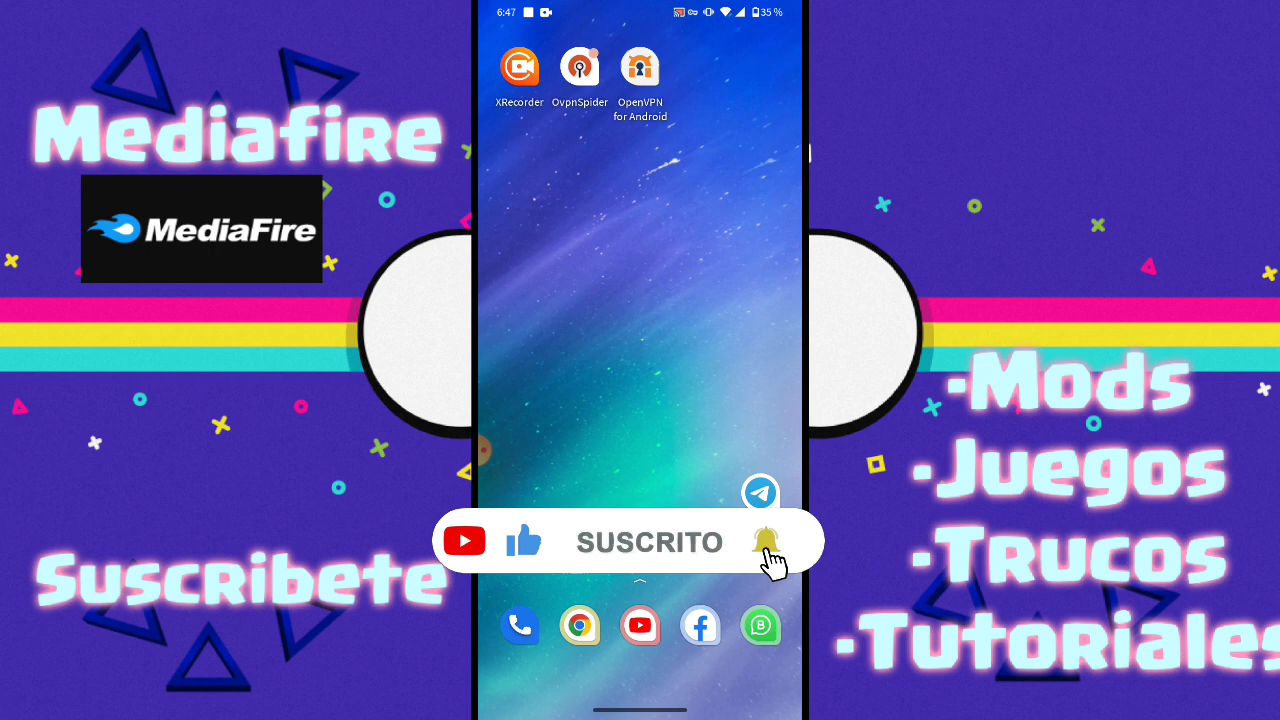 6:47
35 %
XRecorder
OvpnSpider
OpenVPN
for Android
Mediafire
MediaFire
SUSCRITO
Suscribete
B
·Mods
·Juegos
·Trucos
·Tutoriales